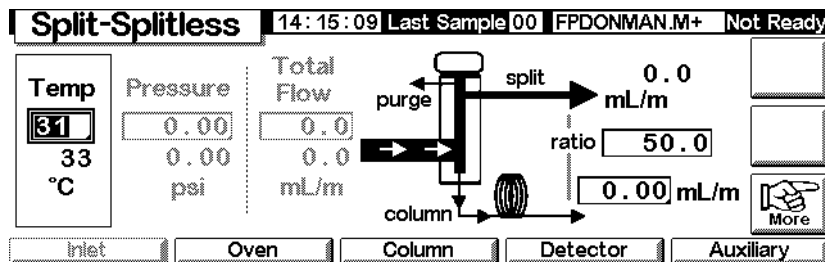 Split-Splitless 14:15:09 Last Sample 00 FPDONMAN.M+ Not Ready
Temp
31
33
°C
Pressure
0.00
0.00
psi
Total
Flow
0.0
0.0
mL/m
purge
split
0.0
mL/m
ratio 50.0
0.00 mL/m
column
More
Inlet Oven Column Detector Auxiliary